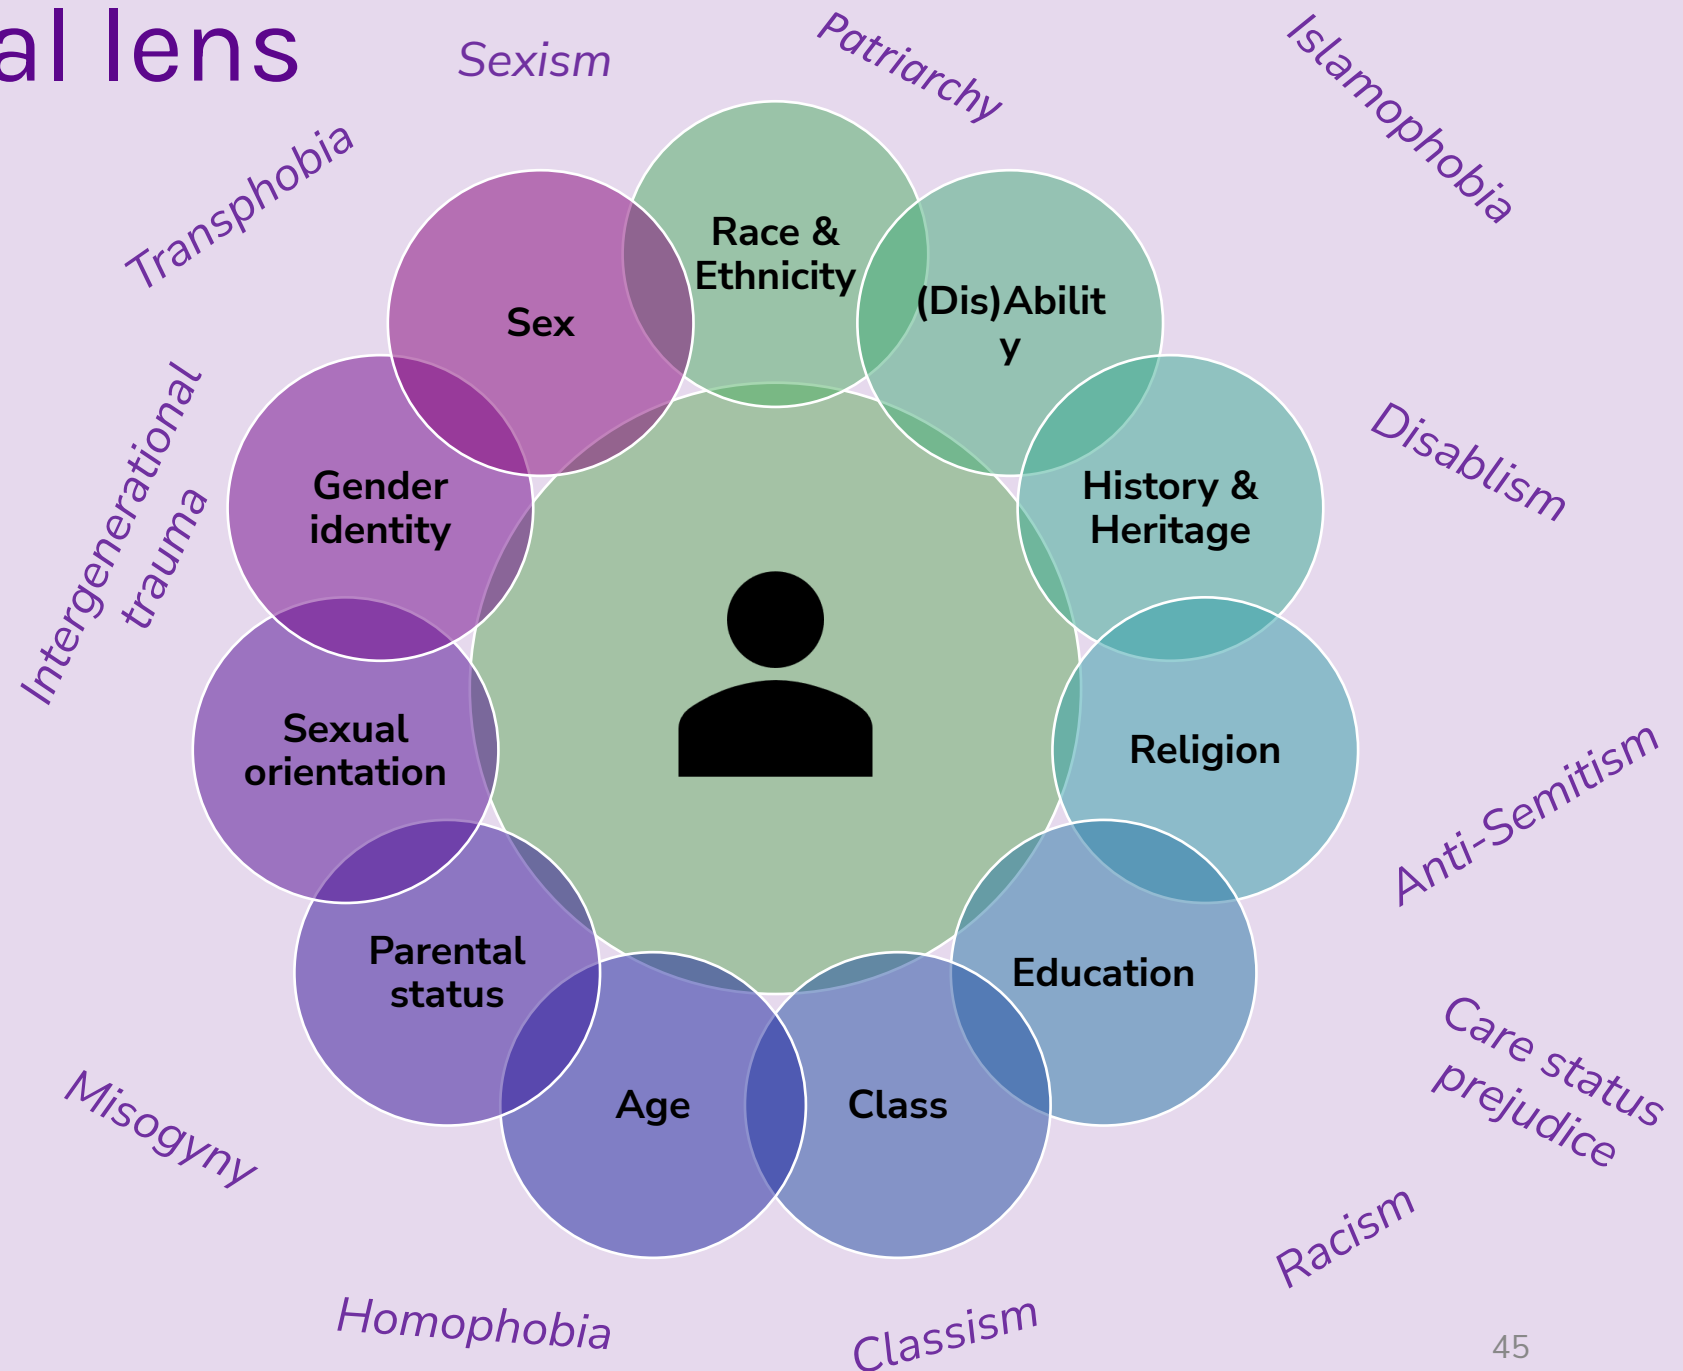 al lens
Sexism
Patriarchy
Islamophobia
Transphobia
Race &
Ethnicity
(Dis)Abilit
y
Sex
History &
Heritage
Disablism
Gender
identity
Intergenerational
trauma
Religion
Sexual
orientation
Anti-Semitism
Education
Parental
status
Care status
prejudice
Age
Class
Misogyny
Racism
Homophobia
Classism
45